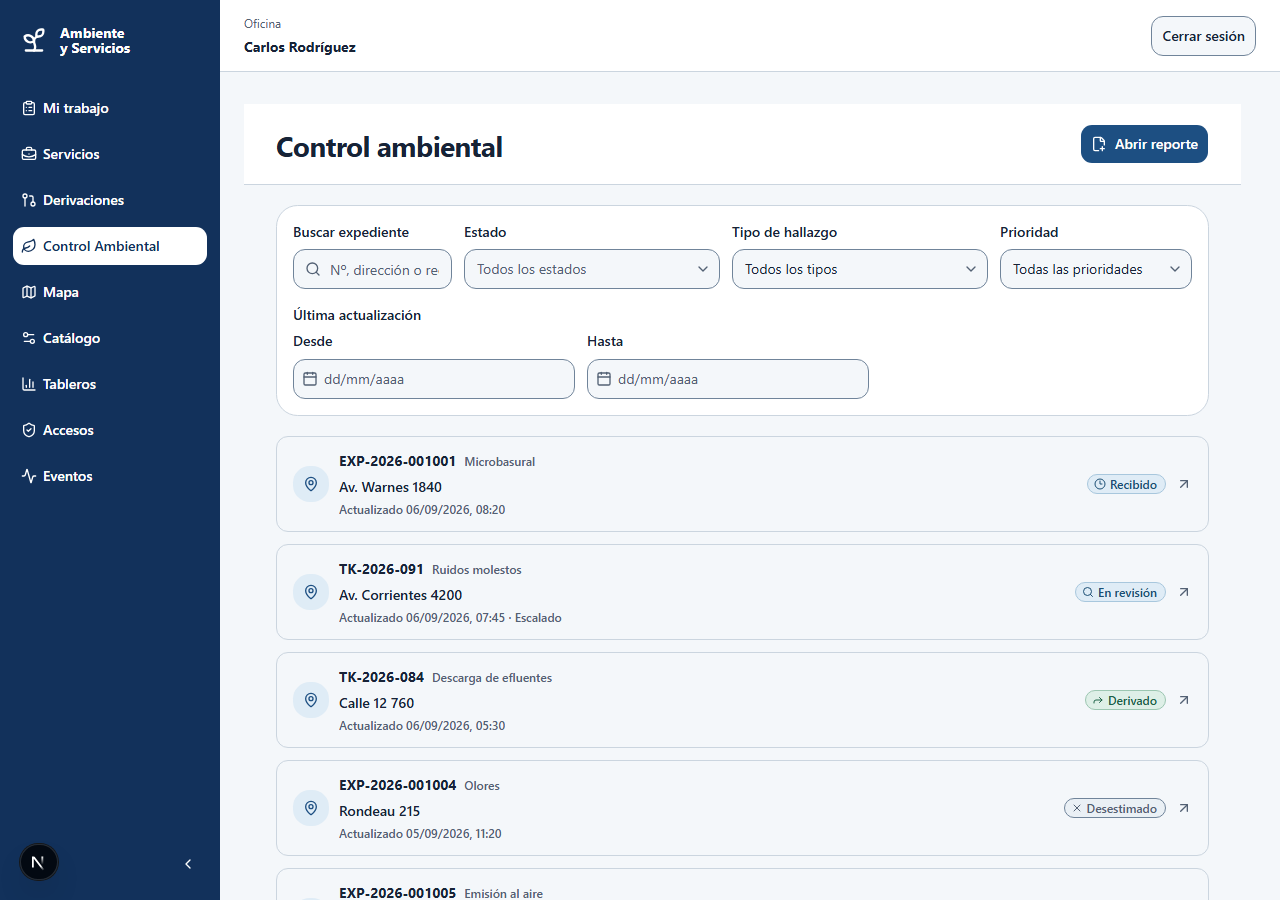 Ambiente
y Servicios
Mi trabajo
Servicios
Derivaciones
Control Ambiental
Mapa
Catálogo
Tableros
Accesos
Eventos
N
Oficina
Carlos Rodríguez
Cerrar sesión
Control ambiental
Abrir reporte
Buscar expediente
Nº, dirección o re
Estado
Todos los estados
Tipo de hallazgo
Todos los tipos
Prioridad
Todas las prioridades
Última actualización
Desde
dd/mm/aaaa
Hasta
dd/mm/aaaa
EXP-2026-001001 Microbasural
Av. Warnes 1840
Actualizado 06/09/2026, 08:20
Recibido
TK-2026-091 Ruidos molestos
Av. Corrientes 4200
Actualizado 06/09/2026, 07:45 · Escalado
En revisión
TK-2026-084 Descarga de efluentes
Calle 12 760
Actualizado 06/09/2026, 05:30
Derivado
EXP-2026-001004 Olores
Rondeau 215
Actualizado 05/09/2026, 11:20
Desestimado
EXP-2026-001005 Emisión al aire